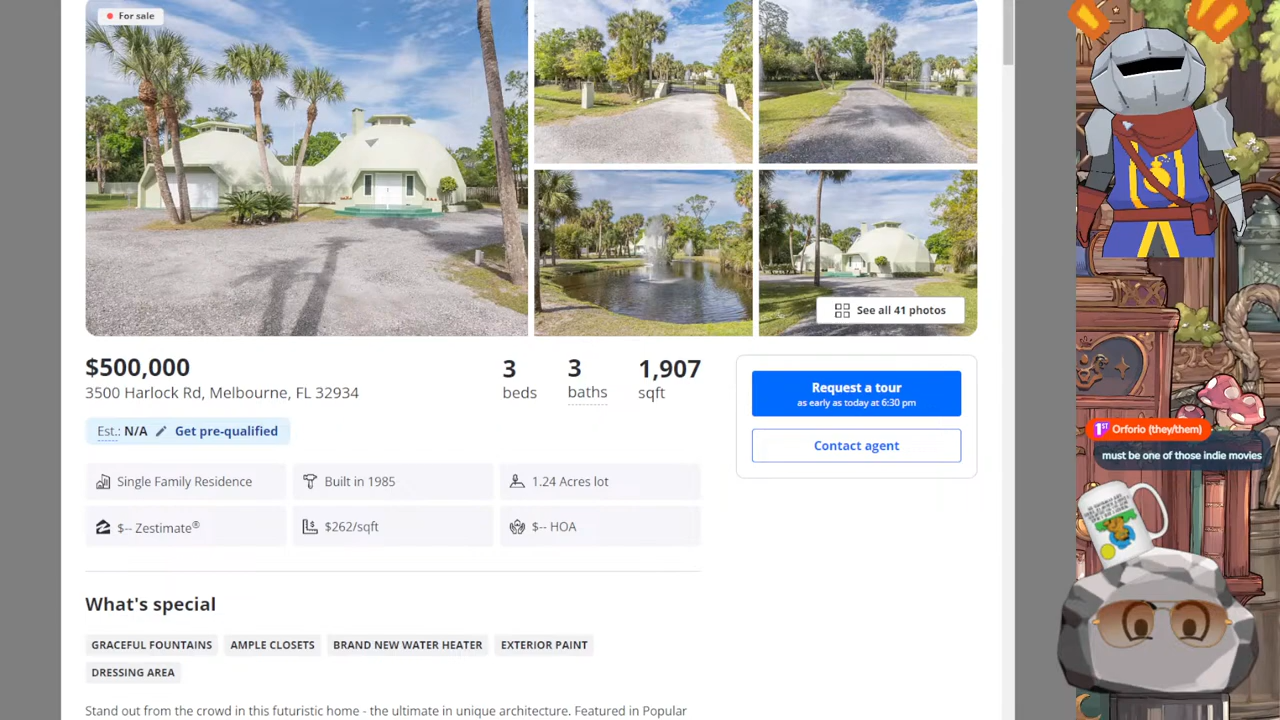 For sale
See all 41 photos
$500,000
3500 Harlock Rd, Melbourne, FL 32934
3
beds
3
baths
1,907
sqft
Est.: N/A Get pre-qualified
Request a tour
as early as today at 6:30 pm
Contact agent
Single Family Residence
Built in 1985
1.24 Acres lot
$-- Zestimate®
$262/sqft
$-- HOA
What's special
GRACEFUL FOUNTAINS
AMPLE CLOSETS
BRAND NEW WATER HEATER
EXTERIOR PAINT
DRESSING AREA
Stand out from the crowd in this futuristic home - the ultimate in unique architecture. Featured in Popular
1ST Orforio (they/them)
must be one of those indie movies